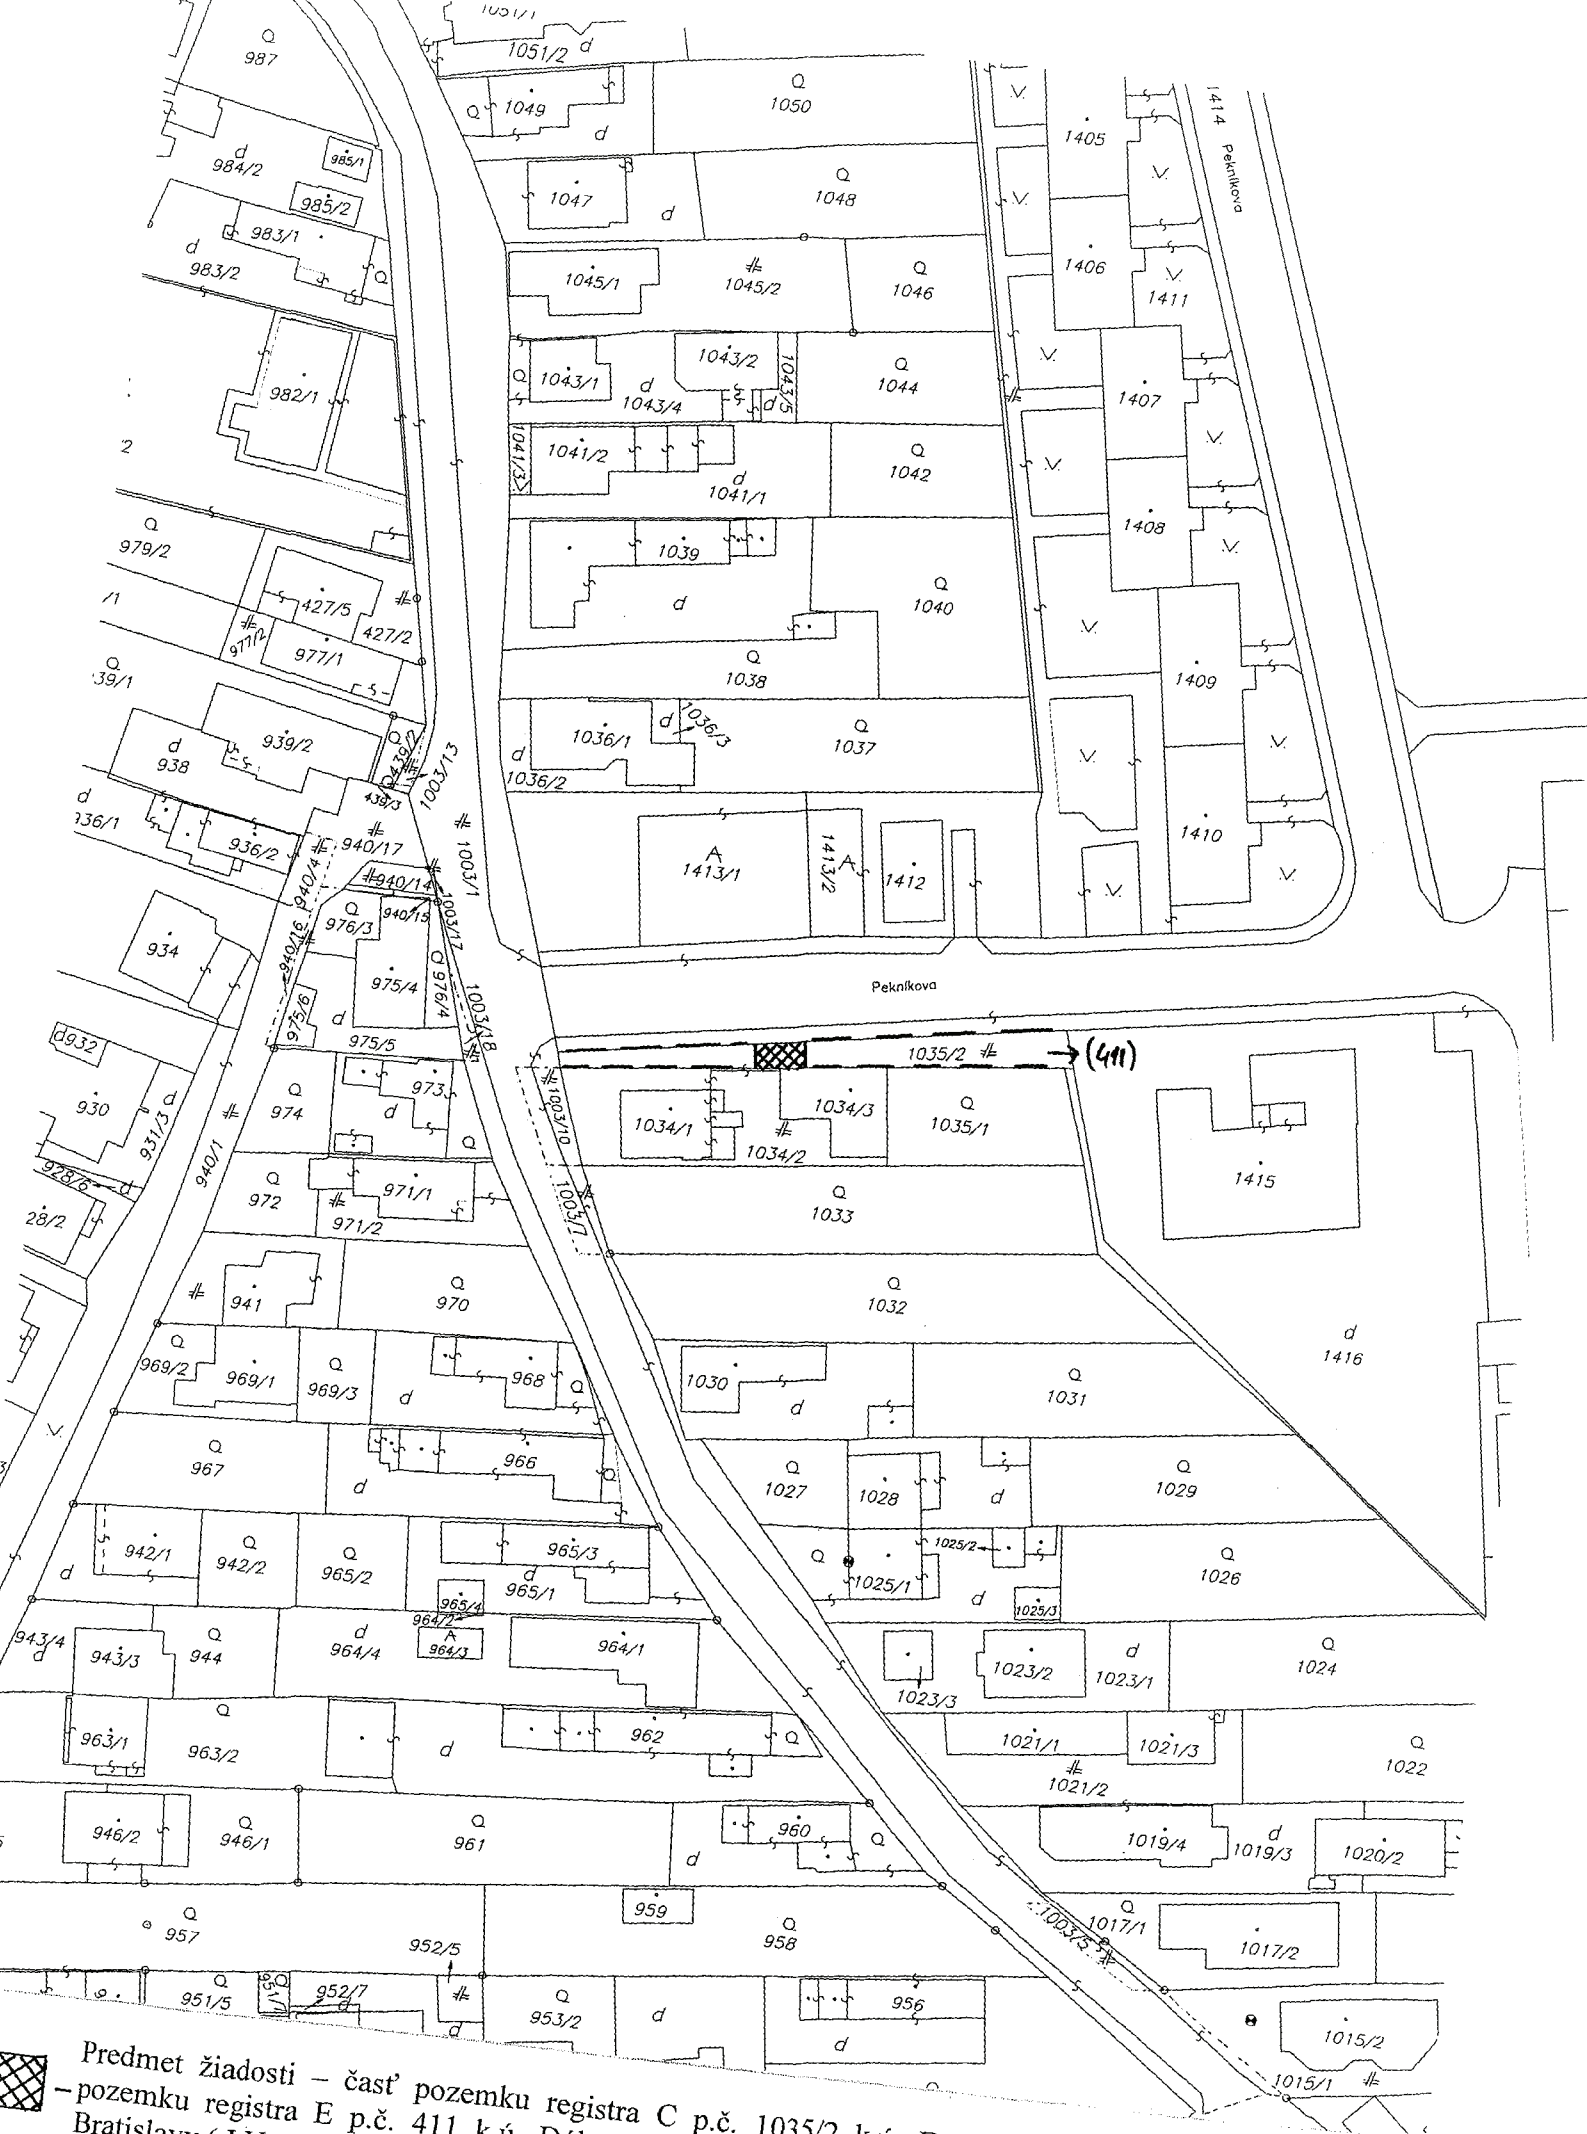 1051/1
1051/2 d
Q
987
1049
Q
d
Q
1050
V.
1405
1414 Pekníkova
d
984/2
985/1
985/2
1047
d
Q
1048
V.
V.
983/1
d
983/2
Q
1406
V.
1411
1045/1
1045/2
Q
1046
982/1
Q
1043/1
d
1043/4
1043/2
d
1043/5
Q
1044
V.
1407
2
1041/3
1041/2
d
1041/1
Q
1042
V.
V.
1408
V.
Q
979/2
1039
d
Q
1040
/1
427/5
427/2
977/2
977/1
Q
39/1
Q
1038
V.
1409
939/2
d
938
Q
439/2
439/3
1003/13
1036/1
d
1036/3
d
1036/2
Q
1037
V.
V.
d
936/1
936/2
940/4
940/17
940/14
940/15
1003/1
A
1413/1
1413/2
A
1412
1410
V.
V.
934
940/16
Q
976/3
975/4
Q 976/4
1003/17
1003/18
975/6
d
975/5
Pekníkova
1035/2 → (411)
d932
930
d
931/3
940/1
Q
974
973
d
Q
1003/10
1034/1
1034/2
1034/3
Q
1035/1
1415
928/6
d
28/2
Q
972
971/1
971/2
1003/7
Q
1033
941
Q
970
Q
1032
d
1416
Q
969/2
969/1
Q
969/3
d
968
Q
1030
d
Q
1031
V.
Q
967
d
966
Q
Q
1027
1028
d
Q
1029
942/1
d
Q
942/2
Q
965/2
965/3
d
965/1
965/4
Q
1025/1
1025/2
d
1025/3
Q
1026
943/4
d
943/3
Q
944
d
964/4
964/2
A
964/3
964/1
1023/3
1023/2
d
1023/1
Q
1024
963/1
Q
963/2
d
962
Q
1021/1
1021/3
1021/2
Q
1022
946/2
Q
946/1
Q
961
d
960
Q
1019/4
d
1019/3
1020/2
Q
957
952/5
959
Q
958
1003/5
Q
1017/1
1017/2
Q
951/5
951/7
952/7
d
d
Q
953/2
d
956
d
1015/2
1015/1
Predmet žiadosti – časť pozemku registra C p.č. 1035/2 k.ú.
– pozemku registra E p.č. 411 k.ú.